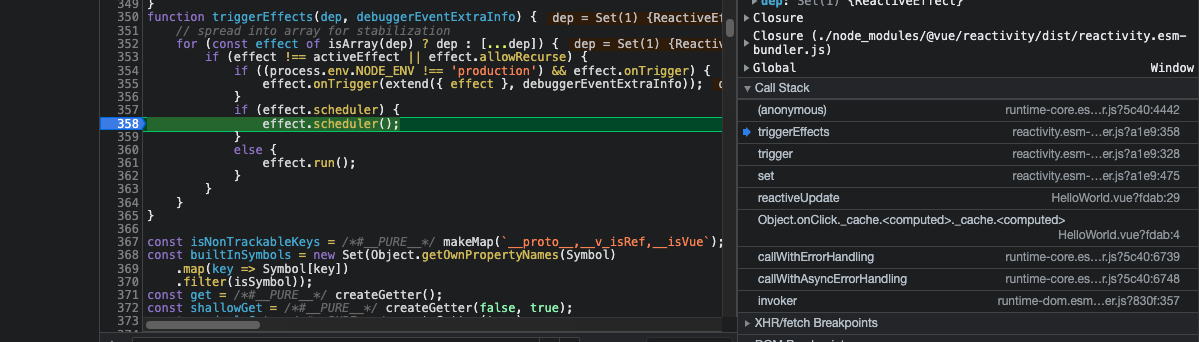 349 }
350 function triggerEffects(dep, debuggerEventExtraInfo) { dep = Set(1) {ReactiveEf
351 // spread into array for stabilization
352 for (const effect of isArray(dep) ? dep : [...dep]) { dep = Set(1) {Reactiv
353 if (effect !== activeEffect || effect.allowRecurse) {
354 if ((process.env.NODE_ENV !== 'production') && effect.onTrigger) {
355 effect.onTrigger(extend({ effect }, debuggerEventExtraInfo));
356 }
357 if (effect.scheduler) {
358 effect.scheduler();
359 }
360 else {
361 effect.run();
362 }
363 }
364 }
365 }
366
367 const isNonTrackableKeys = /*#__PURE__*/ makeMap(`__proto__,__v_isRef,__isVue`);
368 const builtInSymbols = new Set(Object.getOwnPropertyNames(Symbol)
369 .map(key => Symbol[key])
370 .filter(isSymbol));
371 const get = /*#__PURE__*/ createGetter();
372 const shallowGet = /*#__PURE__*/ createGetter(false, true);
373
dep: Set(1) {ReactiveEffect}
Closure
Closure (./node_modules/@vue/reactivity/dist/reactivity.esm-
bundler.js)
Global Window
Call Stack
(anonymous) runtime-core.es…r.js?5c40:4442
triggerEffects reactivity.esm-…er.js?a1e9:358
trigger reactivity.esm-…er.js?a1e9:328
set reactivity.esm-…er.js?a1e9:475
reactiveUpdate HelloWorld.vue?fdab:29
Object.onClick._cache.<computed>._cache.<computed>
HelloWorld.vue?fdab:4
callWithErrorHandling runtime-core.es…r.js?5c40:6739
callWithAsyncErrorHandling runtime-core.es…r.js?5c40:6748
invoker runtime-dom.esm…er.js?830f:357
XHR/fetch Breakpoints